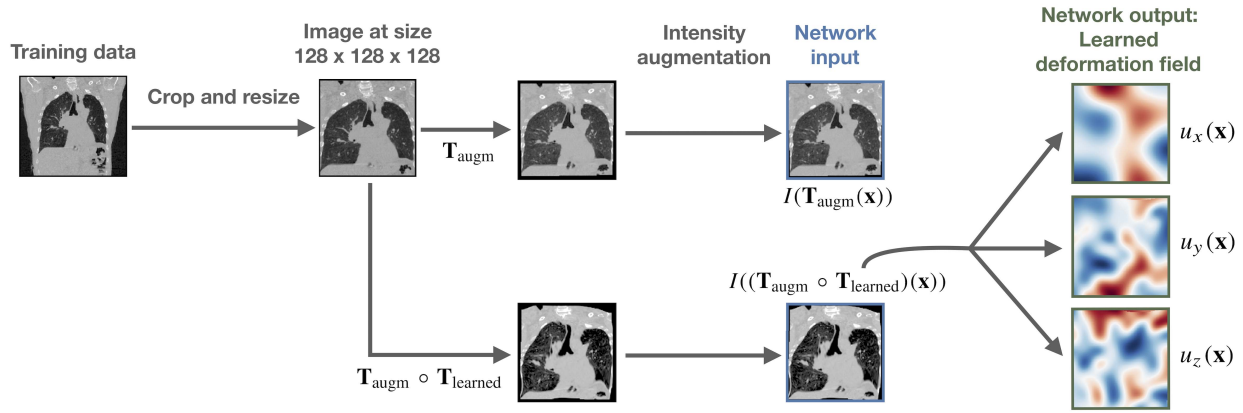 Training data
Crop and resize
Image at size
128 x 128 x 128
T_augm
Intensity
augmentation
Network
input
I(T_augm(x))
Network output:
Learned
deformation field
u_x(x)
u_y(x)
u_z(x)
T_augm ∘ T_learned
I((T_augm ∘ T_learned)(x))